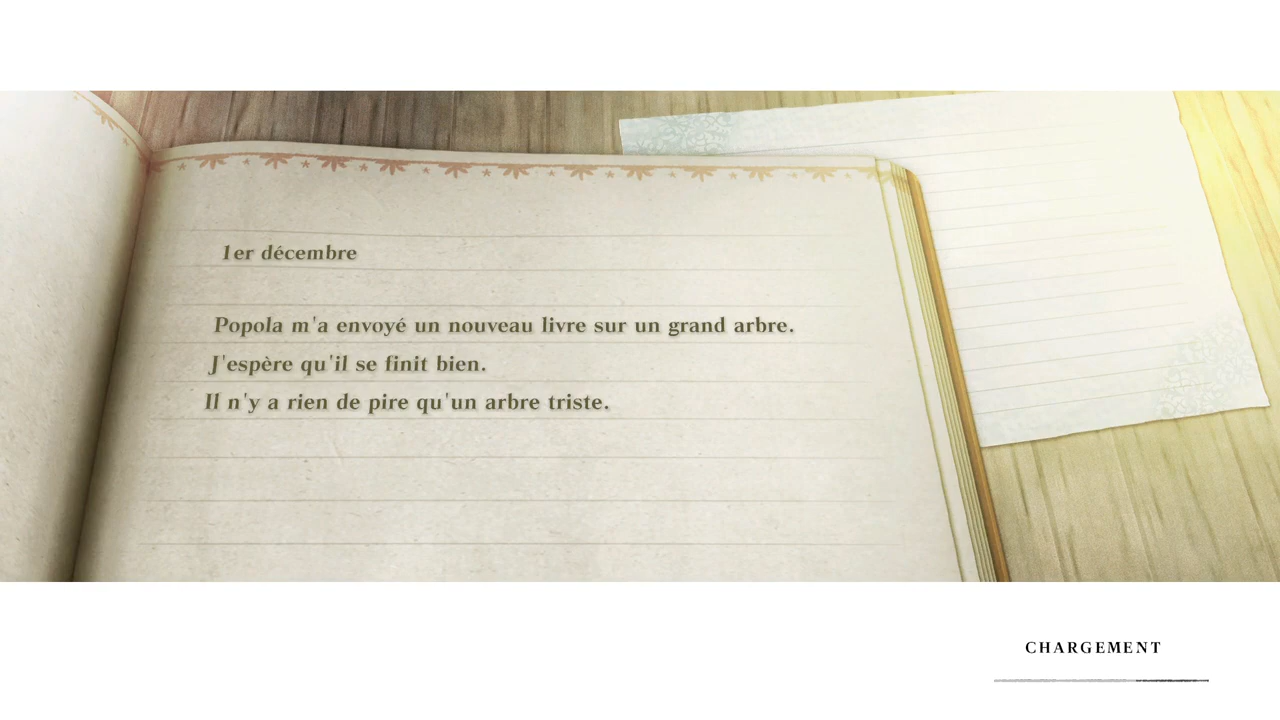 1er décembre
Popola m'a envoyé un nouveau livre sur un grand arbre.
J'espère qu'il se finit bien.
Il n'y a rien de pire qu'un arbre triste.
CHARGEMENT